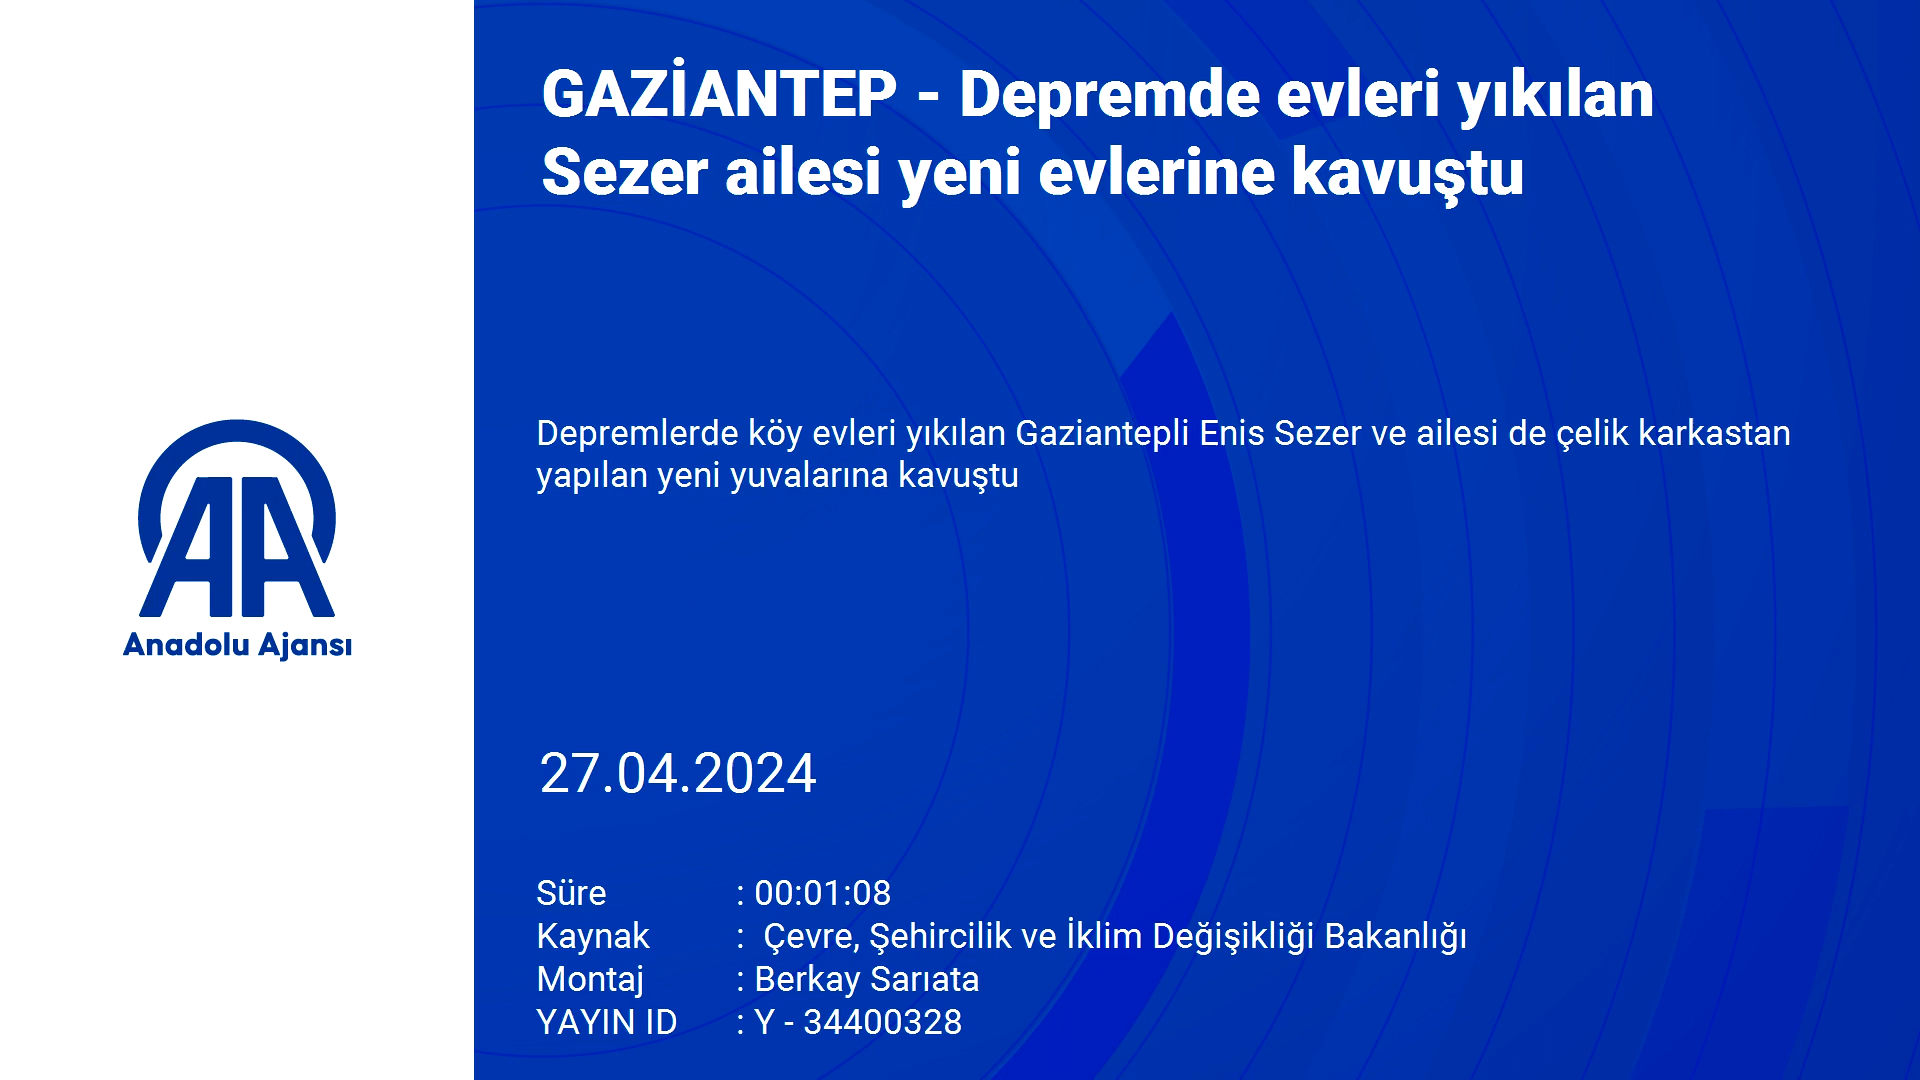 GAZİANTEP - Depremde evleri yıkılan
Sezer ailesi yeni evlerine kavuştu
Depremlerde köy evleri yıkılan Gaziantepli Enis Sezer ve ailesi de çelik karkastan
yapılan yeni yuvalarına kavuştu
AA
Anadolu Ajansı
27.04.2024
Süre : 00:01:08
Kaynak : Çevre, Şehircilik ve İklim Değişikliği Bakanlığı
Montaj : Berkay Sarıata
YAYIN ID : Y - 34400328